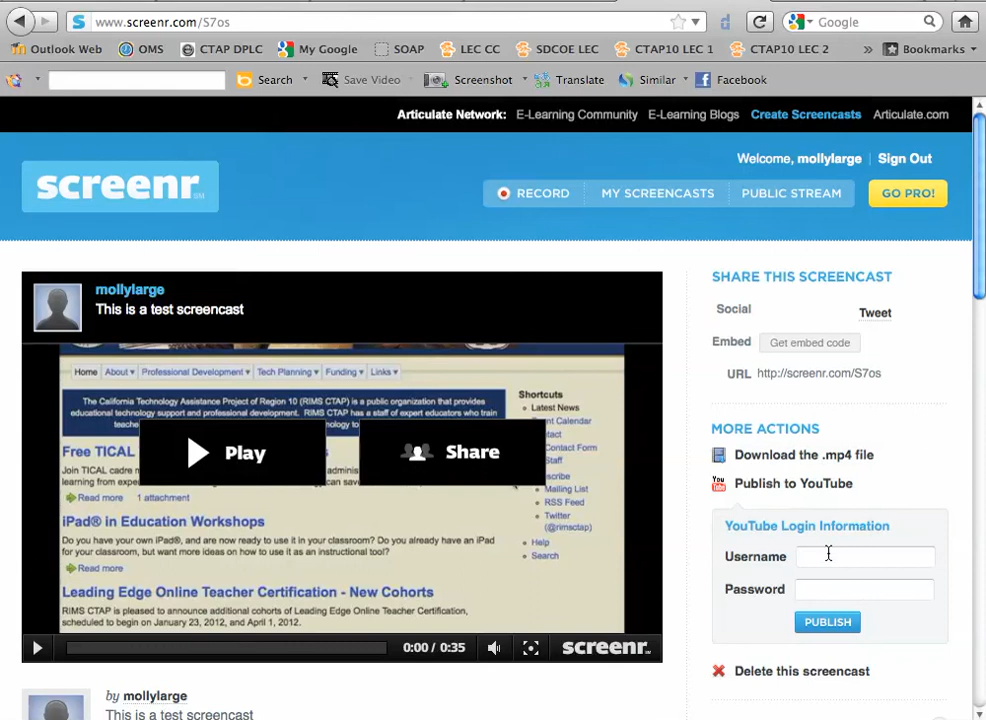 www.screenr.com/S7os
Google
Outlook Web OMS CTAP DPLC My Google SOAP LEC CC SDCOE LEC CTAP10 LEC 1 CTAP10 LEC 2 » Bookmarks
Search Save Video Screenshot Translate Similar Facebook
Articulate Network: E-Learning Community E-Learning Blogs Create Screencasts Articulate.com
Welcome, mollylarge Sign Out
screenr
RECORD MY SCREENCASTS PUBLIC STREAM GO PRO!
mollylarge
This is a test screencast
Home About Professional Development Tech Planning Funding Links
The California Technology Assistance Project of Region 10 (RIMS CTAP) is a public organization that provides
educational technology support and professional development. RIMS CTAP has a staff of expert educators who strive
Shortcuts
Latest News
Calendar
Contact Form
Staff
Mailing List
RSS Feed
Twitter
(@rimsctap)
Help
Search
Free TICAL
Join TICAL cadre
learning from
Read more 1 attachment
Play
Share
iPad® in Education Workshops
Do you have your own iPad®, and are now ready to use it in your classroom? Do you already have an iPad
for your classroom, but want more ideas on how to use it as an instructional tool?
Read more
Leading Edge Online Teacher Certification - New Cohorts
RIMS CTAP is pleased to announce additional cohorts of Leading Edge Online Teacher Certification,
scheduled to begin on January 23, 2012, and April 1, 2012.
0:00 / 0:35 screenr
by mollylarge
This is a test screencast
SHARE THIS SCREENCAST
Social Tweet
Embed Get embed code
URL http://screenr.com/S7os
MORE ACTIONS
Download the .mp4 file
You Tube Publish to YouTube
YouTube Login Information
Username
Password
PUBLISH
Delete this screencast